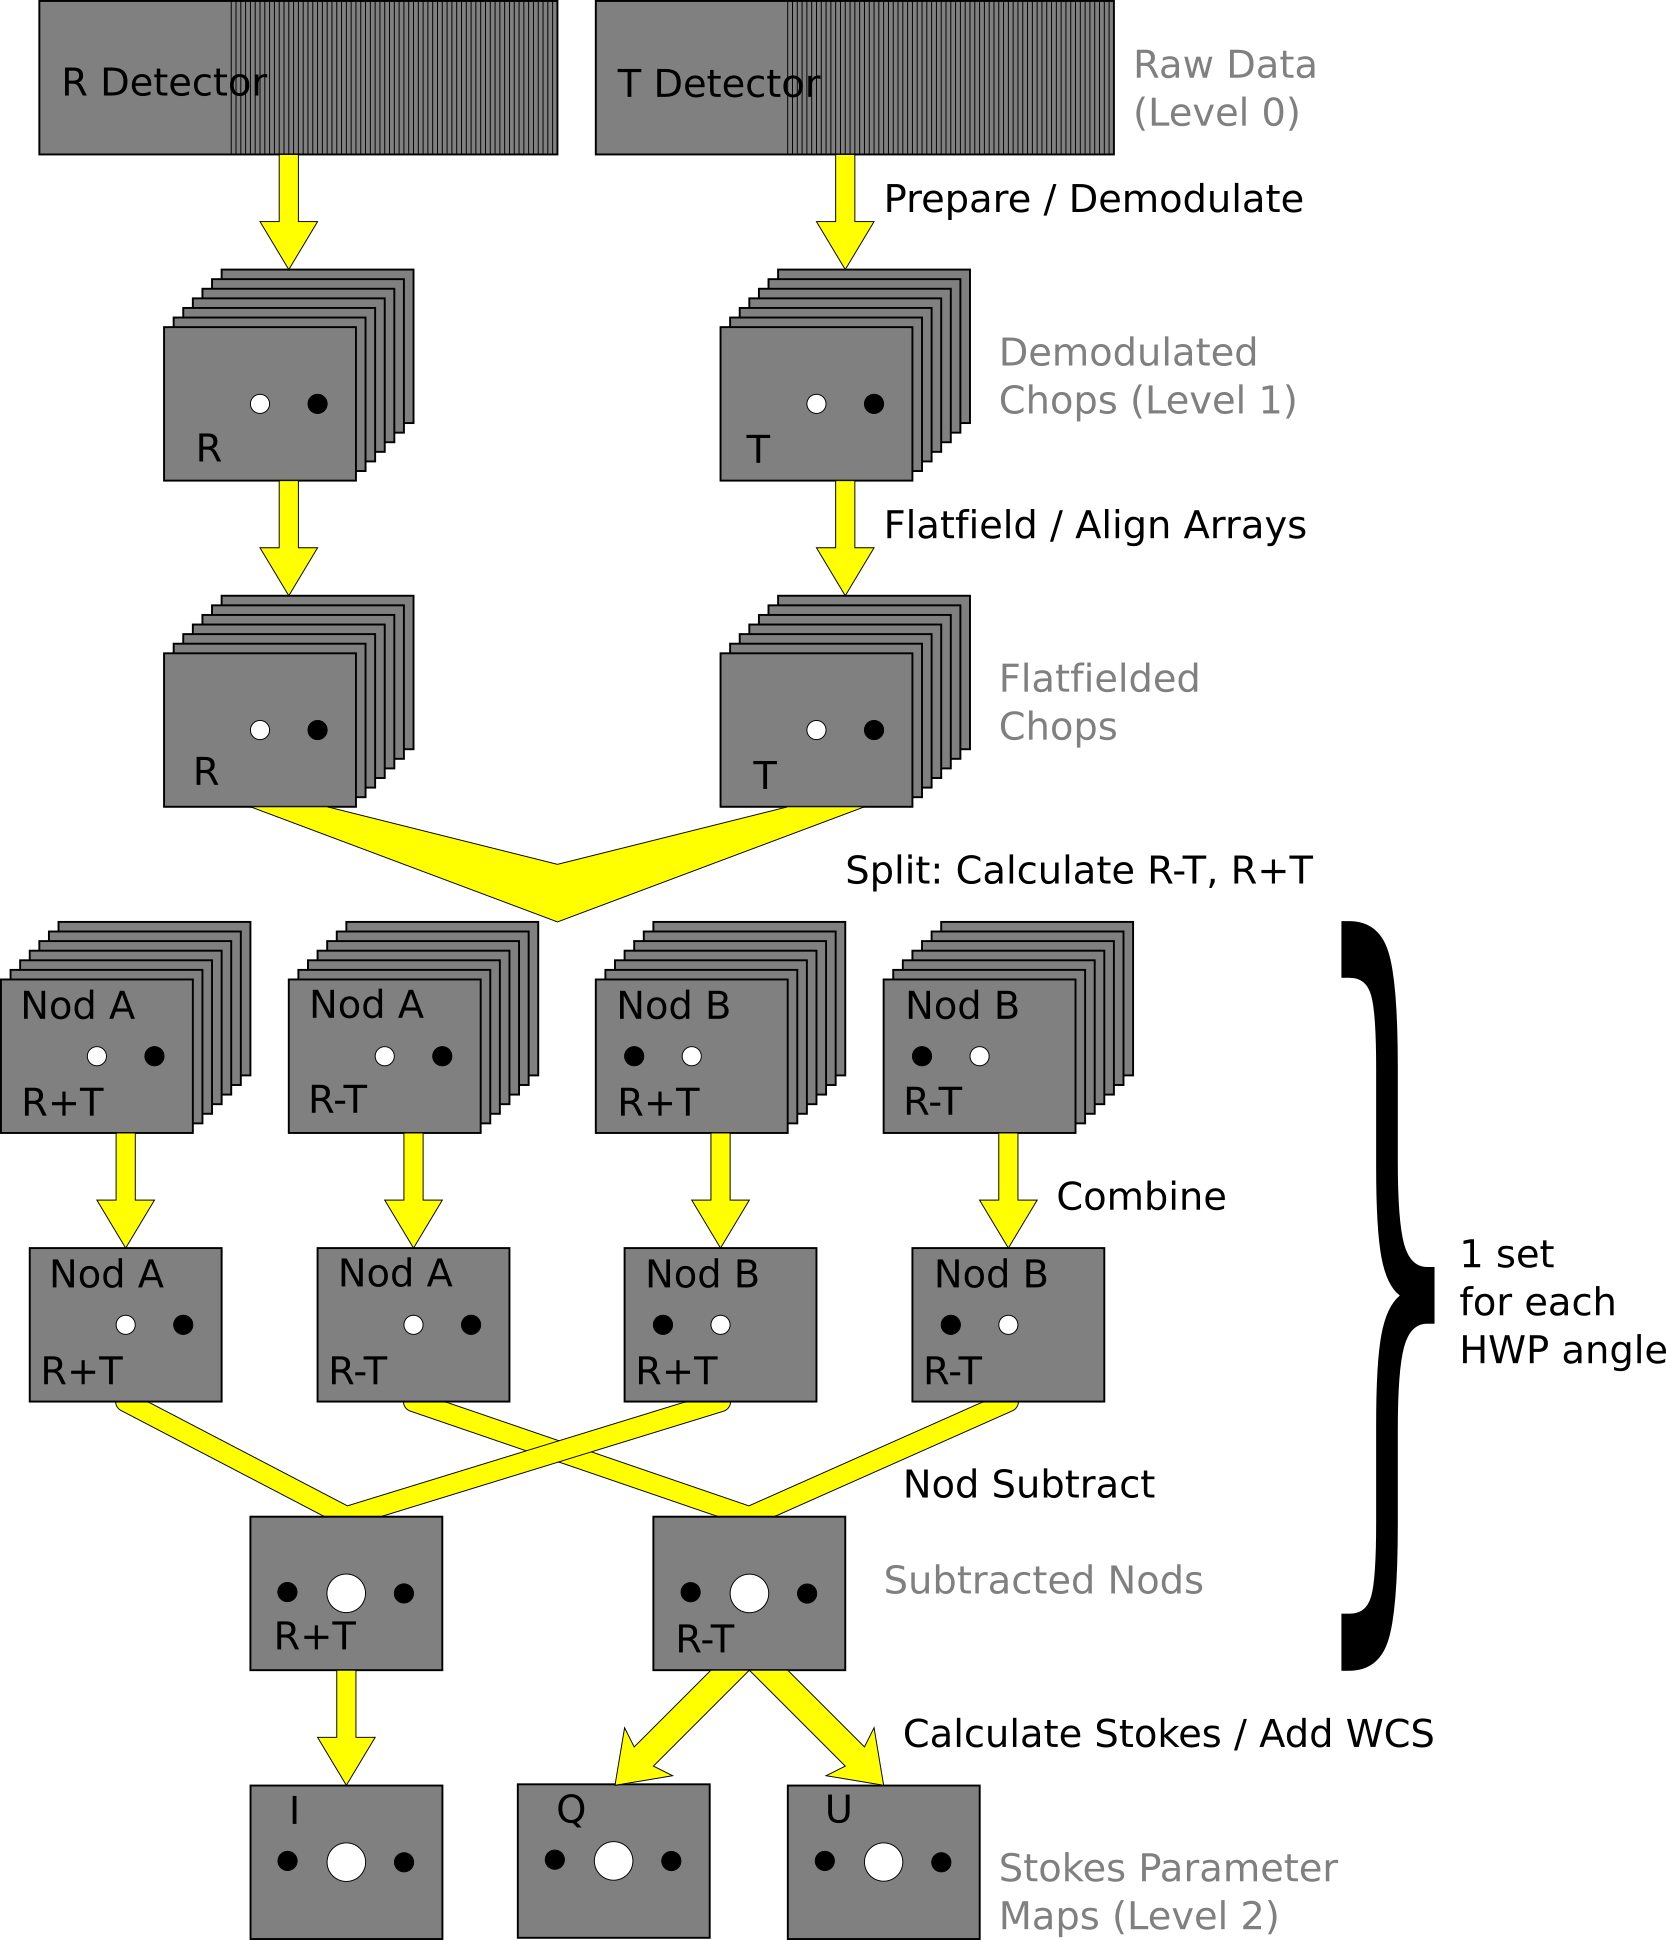 R Detector
T Detector
Raw Data
(Level 0)
Prepare / Demodulate
R
T
Demodulated
Chops (Level 1)
Flatfield / Align Arrays
R
T
Flatfielded
Chops
Split: Calculate R-T, R+T
Nod A
R+T
Nod A
R-T
Nod B
R+T
Nod B
R-T
Combine
Nod A
R+T
Nod A
R-T
Nod B
R+T
Nod B
R-T
1 set
for each
HWP angle
Nod Subtract
R+T
R-T
Subtracted Nods
Calculate Stokes / Add WCS
I
Q
U
Stokes Parameter
Maps (Level 2)